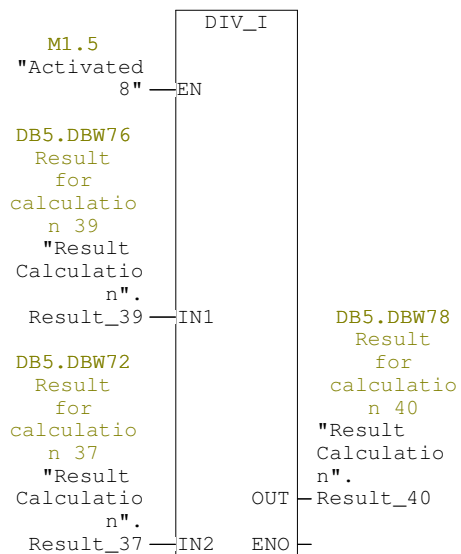 DIV_I
M1.5
"Activated
8"
EN
DB5.DBW76
Result
for
calculatio
n 39
"Result
Calculatio
n".
Result_39
IN1
DB5.DBW72
Result
for
calculatio
n 37
"Result
Calculatio
n".
Result_37
IN2
DB5.DBW78
Result
for
calculatio
n 40
"Result
Calculatio
n".
OUT
Result_40
ENO